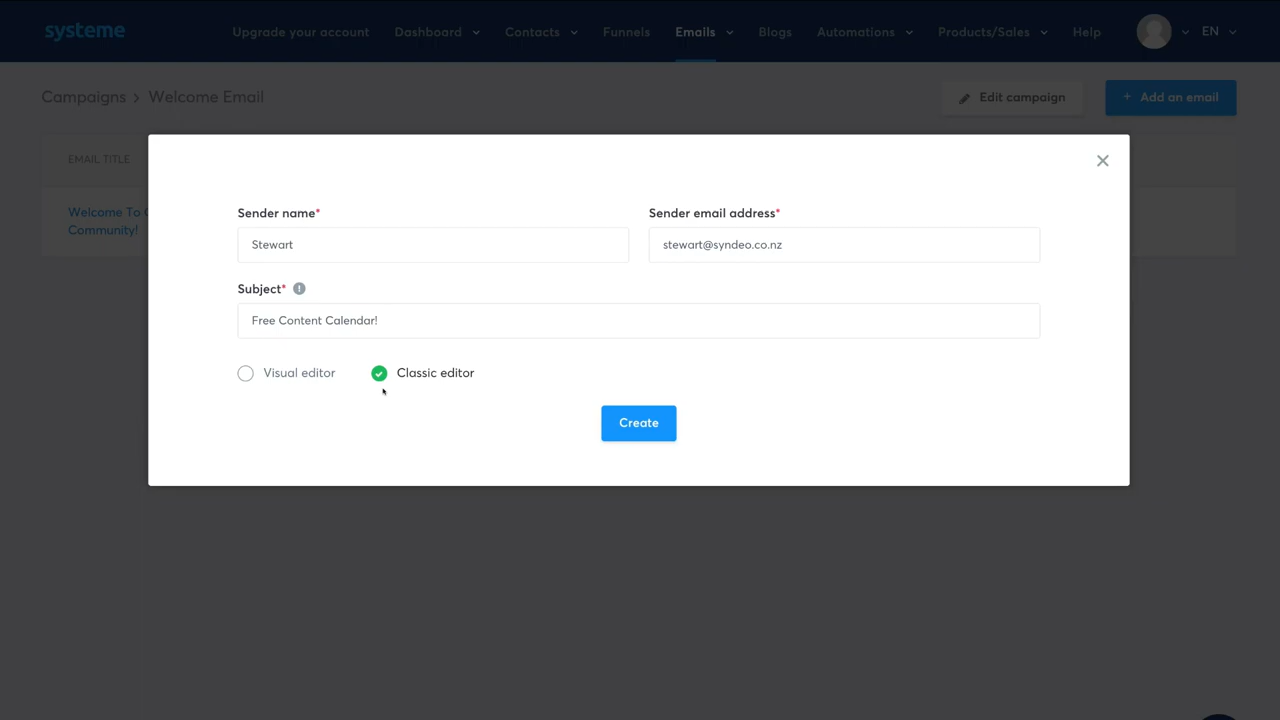 systeme Upgrade your account Dashboard Contacts Funnels Emails Blogs Automations Products/Sales Help EN
Campaigns > Welcome Email Edit campaign + Add an email
EMAIL TITLE
Welcome To
Community!
Sender name* Sender email address*
Stewart stewart@syndeo.co.nz
Subject* !
Free Content Calendar!
Visual editor Classic editor
Create